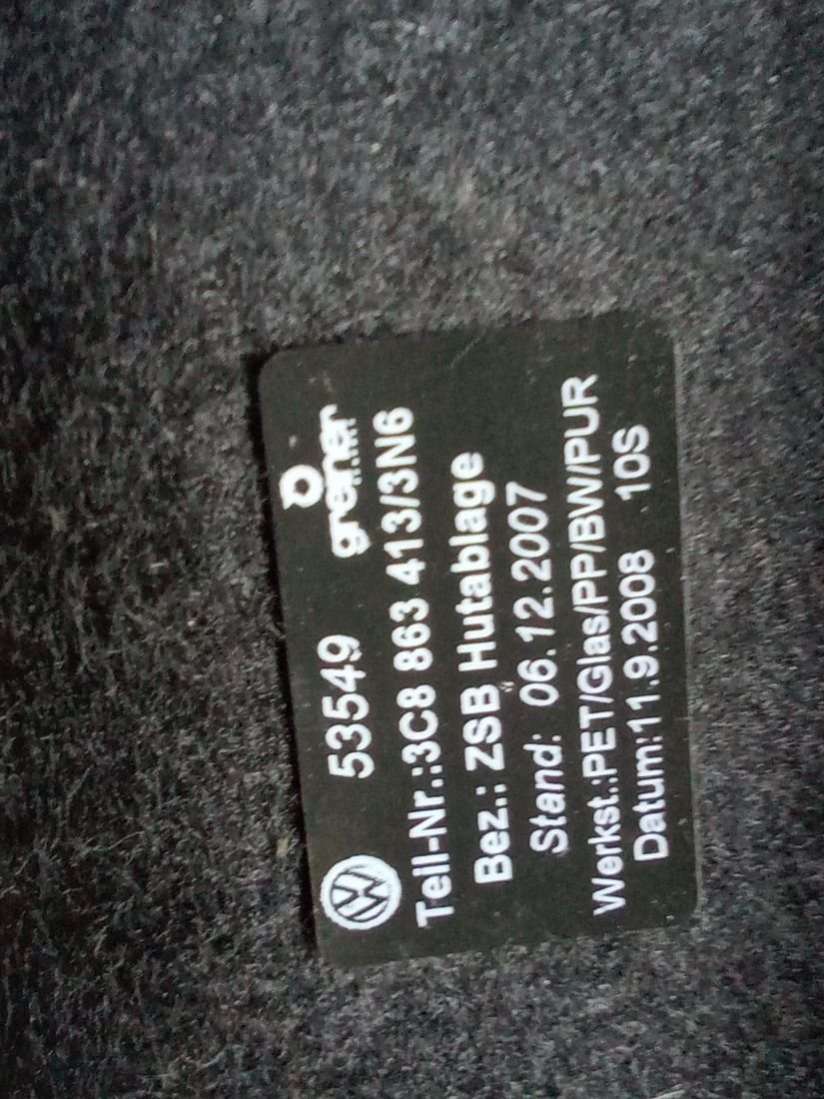 53549 greiner
Teil-Nr.:3C8 863 413/3N6
Bez.: ZSB Hutablage
Stand: 06.12.2007
Werkst.:PET/Glas/PP/BW/PUR
Datum:11.9.2008 10S